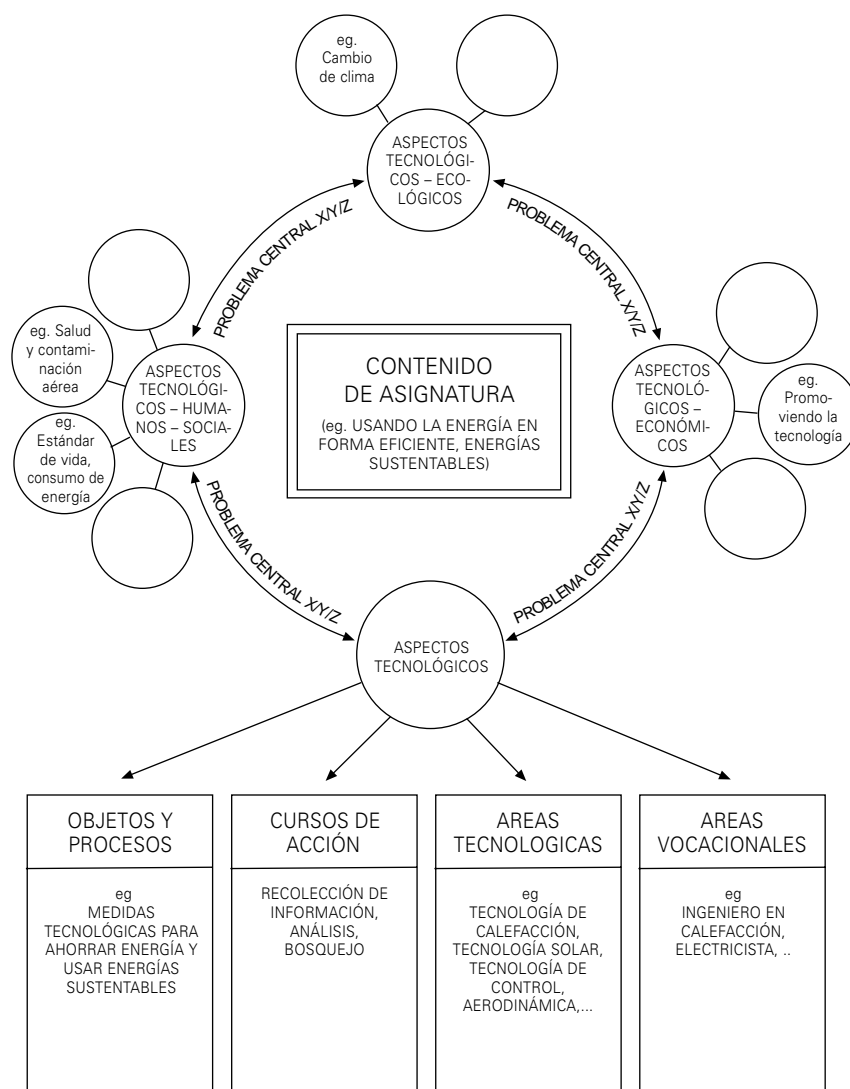 eg.
Cambio
de clima
ASPECTOS
TECNOLÓGI-
COS – ECO-
LÓGICOS
PROBLEMA CENTRAL X/Y/Z
PROBLEMA CENTRAL X/Y/Z
eg. Salud
y contami-
nación
aérea
eg.
Estándar
de vida,
consumo de
energía
ASPECTOS
TECNOLÓGI-
COS – HUMA-
NOS – SOCIA-
LES
CONTENIDO
DE ASIGNATURA
(eg. USANDO LA ENERGÍA EN
FORMA EFICIENTE, ENERGÍAS
SUSTENTABLES)
ASPECTOS
TECNOLÓ-
GICOS –
ECONÓMI-
COS
eg.
Promo-
viendo la
tecnología
PROBLEMA CENTRAL X/Y/Z
PROBLEMA CENTRAL X/Y/Z
ASPECTOS
TECNOLÓGICOS
OBJETOS Y
PROCESOS
eg
MEDIDAS
TECNOLÓGICAS PARA
AHORRAR ENERGÍA Y
USAR ENERGÍAS
SUSTENTABLES
CURSOS DE
ACCIÓN
RECOLECCIÓN DE
INFORMACIÓN,
ANÁLISIS,
BOSQUEJO
AREAS
TECNOLOGICAS
eg
TECNOLOGÍA DE
CALEFACCIÓN,
TECNOLOGÍA SOLAR,
TECNOLOGÍA DE
CONTROL,
AERODINÁMICA,...
AREAS
VOCACIONALES
eg
INGENIERO EN
CALEFACCIÓN,
ELECTRICISTA, ..